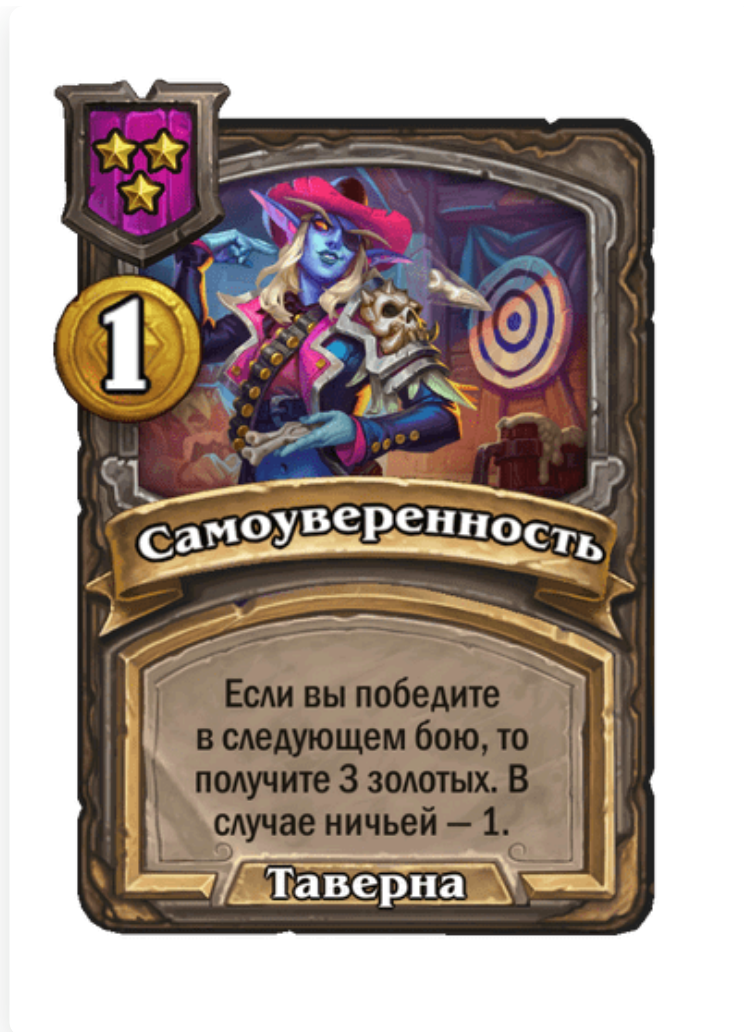 1
Самоуверенность
Если вы победите
в следующем бою, то
получите 3 золотых. В
случае ничьей — 1.
Таверна